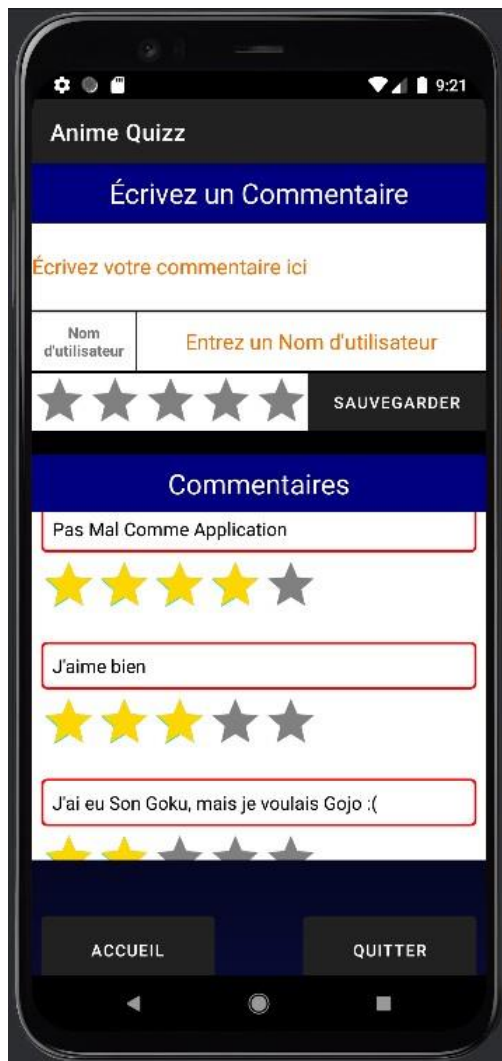 9:21
Anime Quizz
Écrivez un Commentaire
Écrivez votre commentaire ici
Nom
d'utilisateur
Entrez un Nom d'utilisateur
SAUVEGARDER
Commentaires
Pas Mal Comme Application
J'aime bien
J'ai eu Son Goku, mais je voulais Gojo :(
ACCUEIL
QUITTER